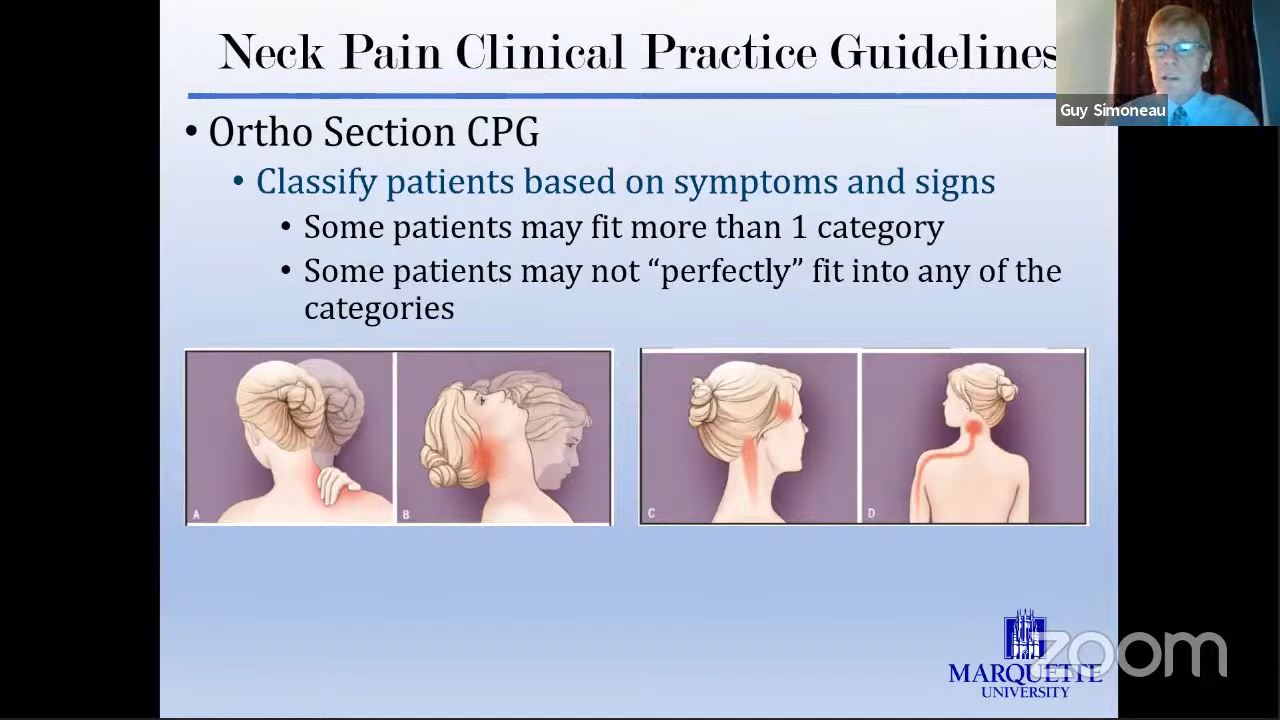 Neck Pain Clinical Practice Guidelines
Guy Simoneau
• Ortho Section CPG
• Classify patients based on symptoms and signs
• Some patients may fit more than 1 category
• Some patients may not “perfectly” fit into any of the
categories
A
B
C
D
zoom
MARQUETTE
UNIVERSITY